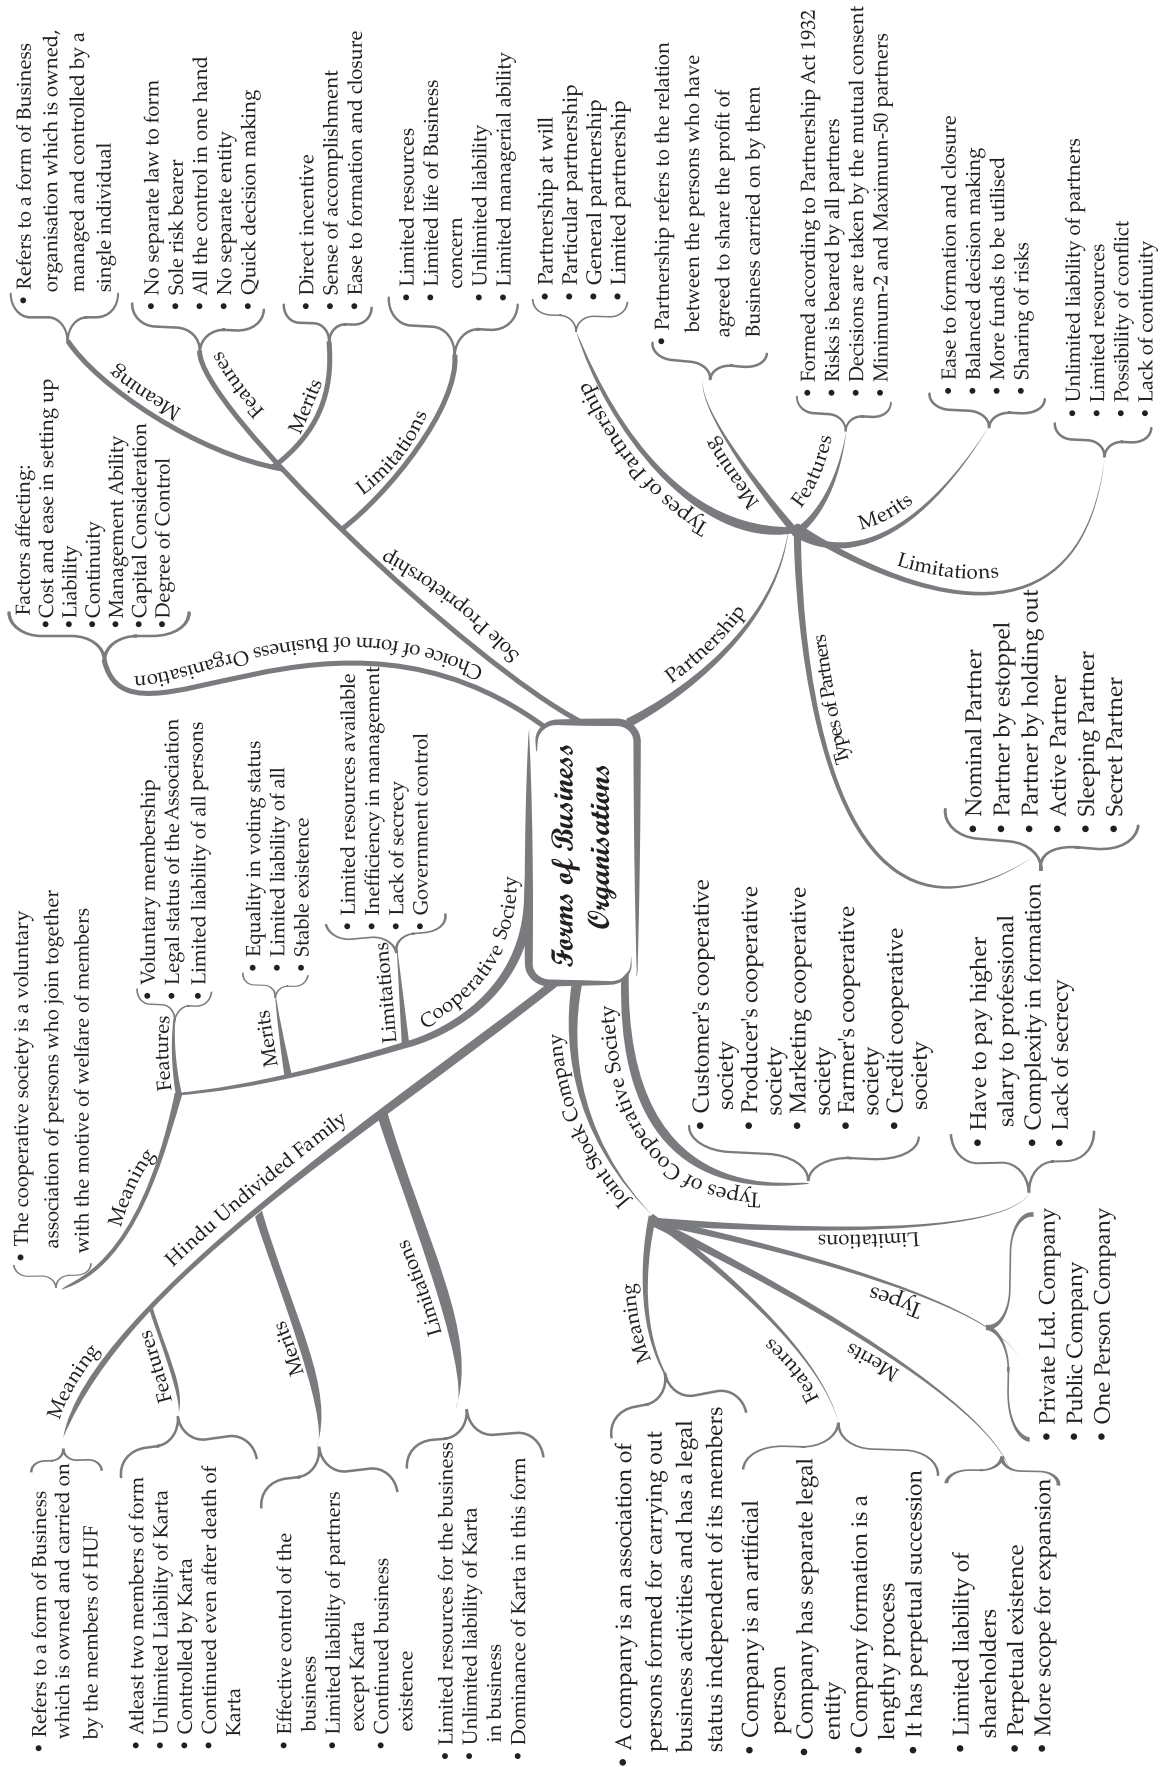 Forms of Business
Organisations
Choice of form of Business Organisation
Factors affecting:
•Cost and ease in setting up
•Liability
•Continuity
•Management Ability
•Capital Consideration
•Degree of Control
Sole Proprietorship
Meaning
• Refers to a form of Business
organisation which is owned,
managed and controlled by a
single individual
Features
• No separate law to form
• Sole risk bearer
• All the control in one hand
• No separate entity
• Quick decision making
Merits
• Direct incentive
• Sense of accomplishment
• Ease to formation and closure
Limitations
• Limited resources
• Limited life of Business
concern
• Unlimited liability
• Limited managerial ability
Partnership
Types of Partnership
• Partnership at will
• Particular partnership
• General partnership
• Limited partnership
Meaning
• Partnership refers to the relation
between the persons who have
agreed to share the profit of
Business carried on by them
Features
• Formed according to Partnership Act 1932
• Risks is beared by all partners
• Decisions are taken by the mutual consent
• Minimum-2 and Maximum-50 partners
Merits
• Ease to formation and closure
• Balanced decision making
• More funds to be utilised
• Sharing of risks
Limitations
• Unlimited liability of partners
• Limited resources
• Possibility of conflict
• Lack of continuity
Types of Partners
• Nominal Partner
• Partner by estoppel
• Partner by holding out
• Active Partner
• Sleeping Partner
• Secret Partner
Cooperative Society
Meaning
• The cooperative society is a voluntary
association of persons who join together
with the motive of welfare of members
Features
• Voluntary membership
• Legal status of the Association
• Limited liability of all persons
Merits
• Equality in voting status
• Limited liability of all
• Stable existence
Limitations
• Limited resources available
• Inefficiency in management
• Lack of secrecy
• Government control
Hindu Undivided Family
Meaning
• Refers to a form of Business
which is owned and carried on
by the members of HUF
Features
• Atleast two members of form
• Unlimited Liability of Karta
• Controlled by Karta
• Continued even after death of
Karta
Merits
• Effective control of the
business
• Limited liability of partners
except Karta
• Continued business
existence
Limitations
• Limited resources for the business
• Unlimited liability of Karta
in business
• Dominance of Karta in this form
Joint Stock Company
Meaning
• A company is an association of
persons formed for carrying out
business activities and has a legal
status independent of its members
Features
• Company is an artificial
person
• Company has separate legal
entity
• Company formation is a
lengthy process
• It has perpetual succession
Merits
• Limited liability of
shareholders
• Perpetual existence
• More scope for expansion
Types
• Private Ltd. Company
• Public Company
• One Person Company
Limitations
• Have to pay higher
salary to professional
• Complexity in formation
• Lack of secrecy
Types of Cooperative Society
• Customer's cooperative
society
• Producer's cooperative
society
• Marketing cooperative
society
• Farmer's cooperative
society
• Credit cooperative
society